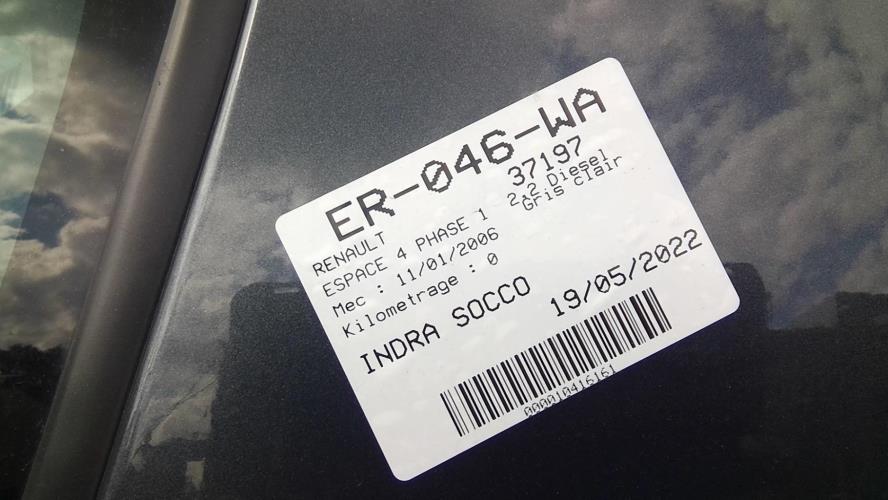 ER-046-WA
37197
RENAULT
2.2 Diesel
ESPACE 4 PHASE 1 Gris clair
Mec : 11/01/2006
Kilometrage : 0
INDRA SOCCO 19/05/2022
000010416161